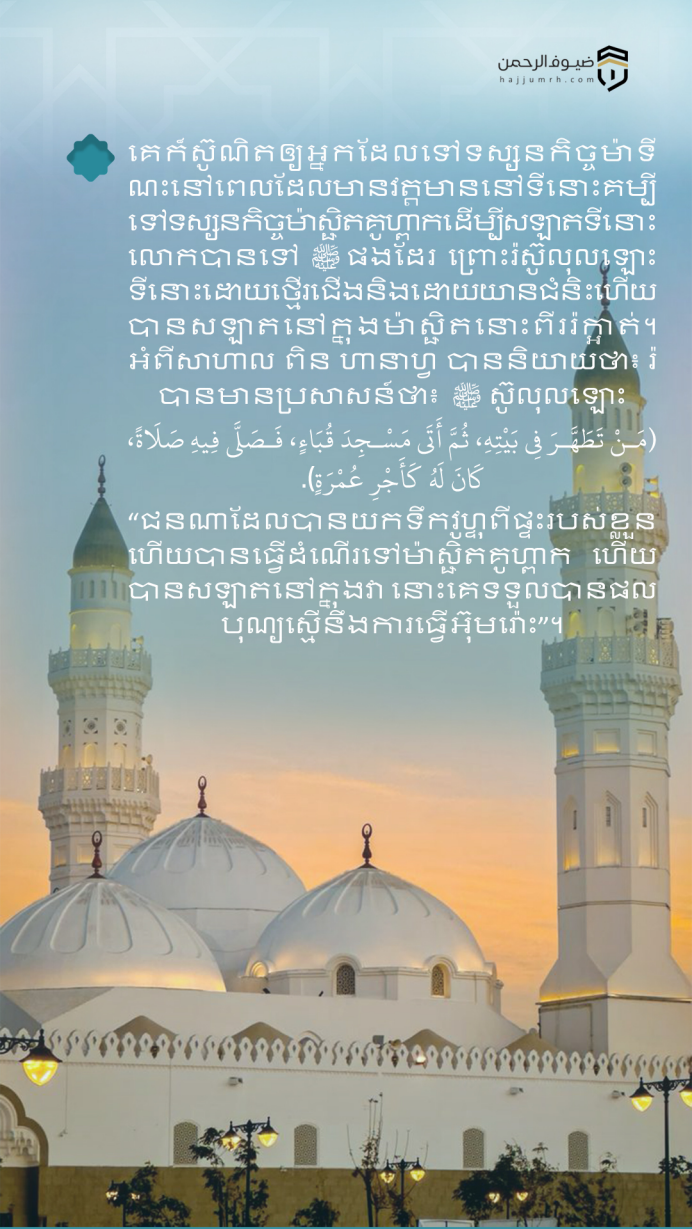 ضيوف الرحمن
hajjumrh.com
គេក៏ស៊ូណិតឲ្យអ្នកដែលទៅទស្សនកិច្ចម៉ាទី
ណះនៅពេលដែលមានវត្តមាននៅទីនោះគម្បី
ទៅទស្សនកិច្ចម៉ាស្ជិតគូហ្ពាកដើម្បីសឡាតទីនោះ
លោកបានទៅ ﷺ ផងដែរ ព្រោះរ៉ស៊ូលុលឡោះ
ទីនោះដោយថ្មើរជើងនិងដោយយានជំនិះហើយ
បានសឡាតនៅក្នុងម៉ាស្ជិតនោះពីររ៉ក្អាត់។
អំពីសាហាល ពិន ហានាហ្វ បាននិយាយថា៖ រ៉
បានមានប្រសាសន៍ថា៖ ﷺ ស៊ូលុលឡោះ
(مَـنْ تَطَهَّـرَ فِي بَيْتِهِ، ثُمَّ أَتَى مَسْـجِدَ قُبَاءٍ، فَـصَلَّى فِيهِ صَلَاةً،
كَانَ لَهُ كَأَجْرِ عُمْرَةٍ).
“ជនណាដែលបានយកទឹកវូហ្ទុពីផ្ទះរបស់ខ្លួន
ហើយបានធ្វើដំណើរទៅម៉ាស្ជិតគូហ្ពាក ហើយ
បានសឡាតនៅក្នុងវា នោះគេទទួលបានផល
បុណ្យស្មើនឹងការធ្វើអ៊ុមរ៉ោះ”។